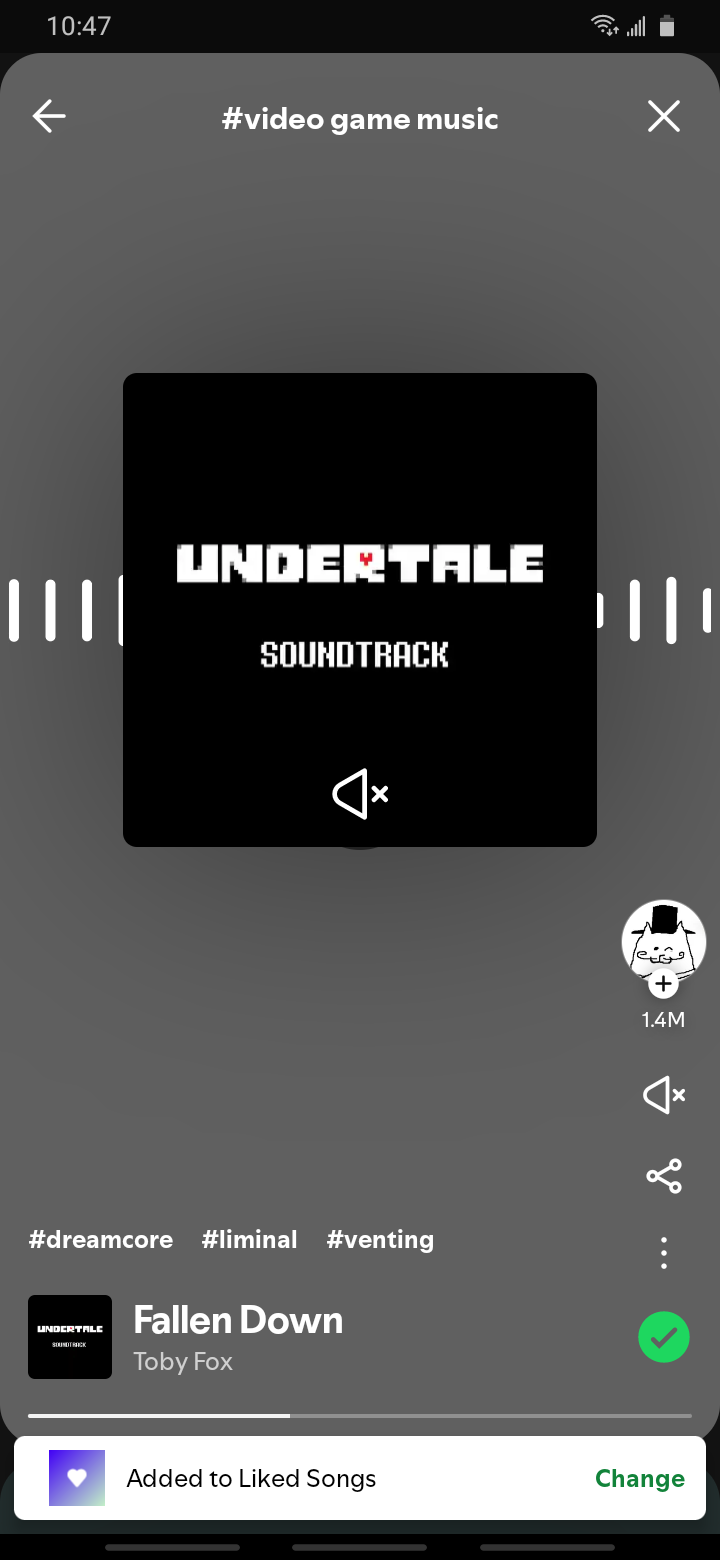 10:47
#video game music
UNDERTALE
SOUNDTRACK
1.4M
#dreamcore #liminal #venting
UNDERTALE
SOUNDTRACK
Fallen Down
Toby Fox
Added to Liked Songs
Change